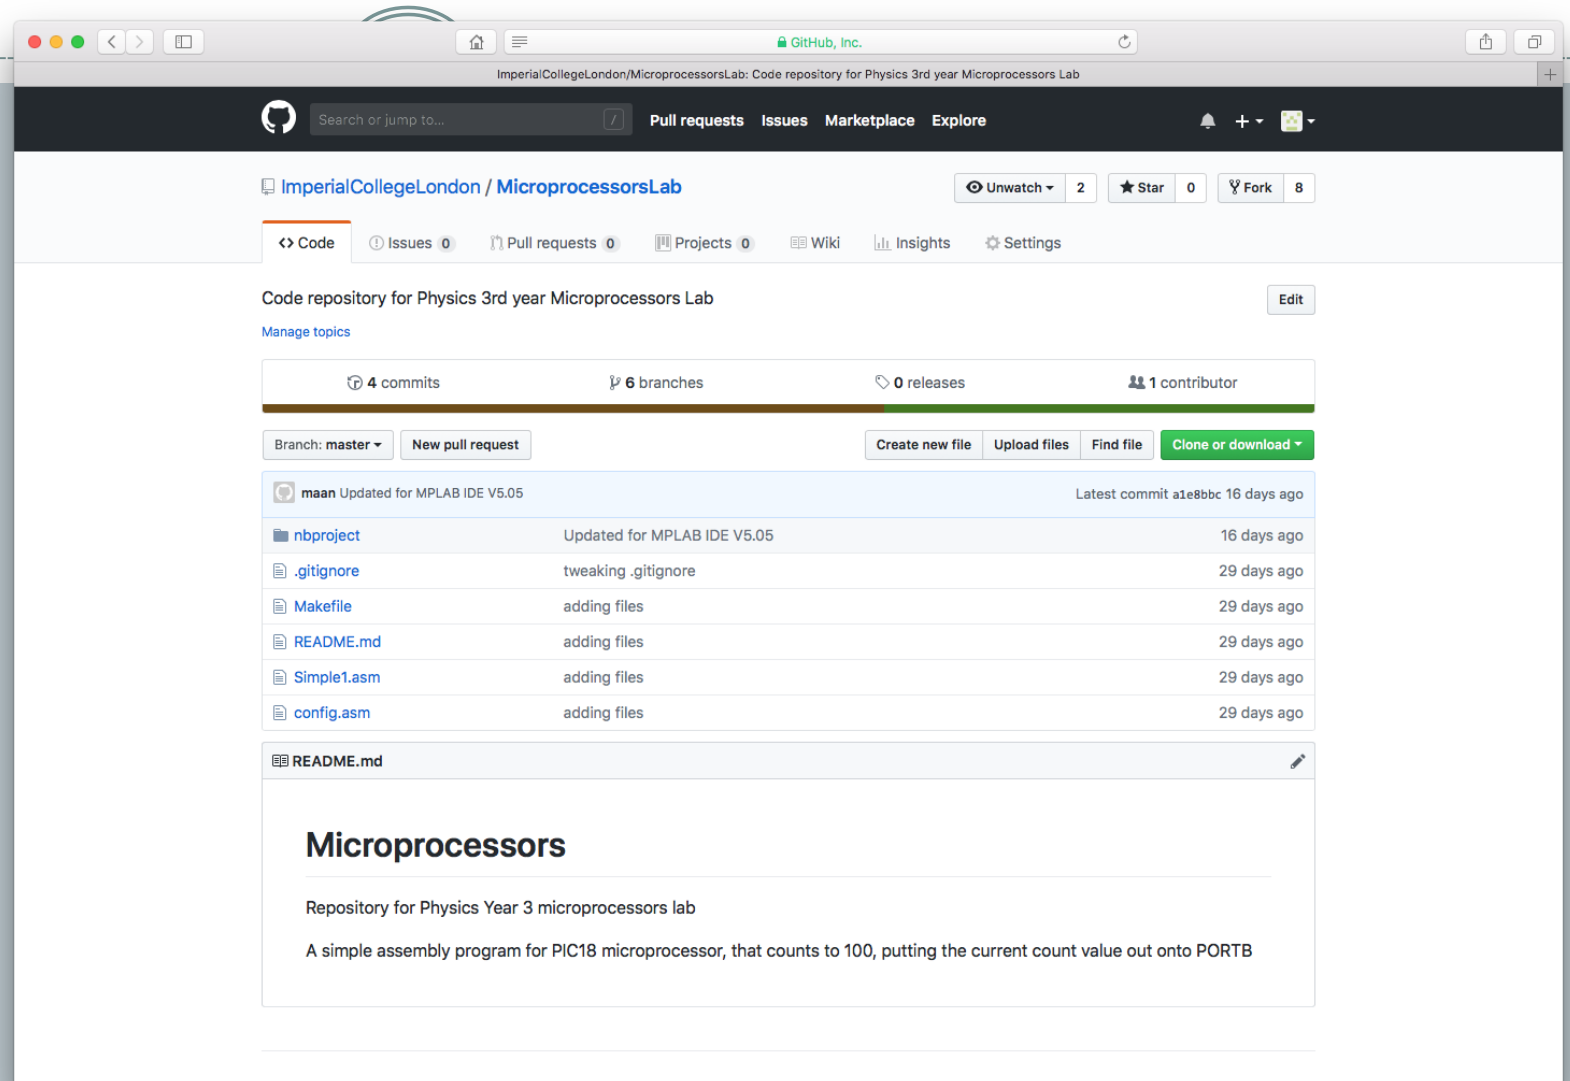 GitHub, Inc.
ImperialCollegeLondon/MicroprocessorsLab: Code repository for Physics 3rd year Microprocessors Lab
Search or jump to... / Pull requests Issues Marketplace Explore
ImperialCollegeLondon / MicroprocessorsLab Unwatch 2 Star 0 Fork 8
Code Issues 0 Pull requests 0 Projects 0 Wiki Insights Settings
Code repository for Physics 3rd year Microprocessors Lab Edit
Manage topics
4 commits 6 branches 0 releases 1 contributor
Branch: master New pull request Create new file Upload files Find file Clone or download
maan Updated for MPLAB IDE V5.05 Latest commit a1e8bbc 16 days ago
nbproject Updated for MPLAB IDE V5.05 16 days ago
.gitignore tweaking .gitignore 29 days ago
Makefile adding files 29 days ago
README.md adding files 29 days ago
Simple1.asm adding files 29 days ago
config.asm adding files 29 days ago
README.md
Microprocessors
Repository for Physics Year 3 microprocessors lab
A simple assembly program for PIC18 microprocessor, that counts to 100, putting the current count value out onto PORTB